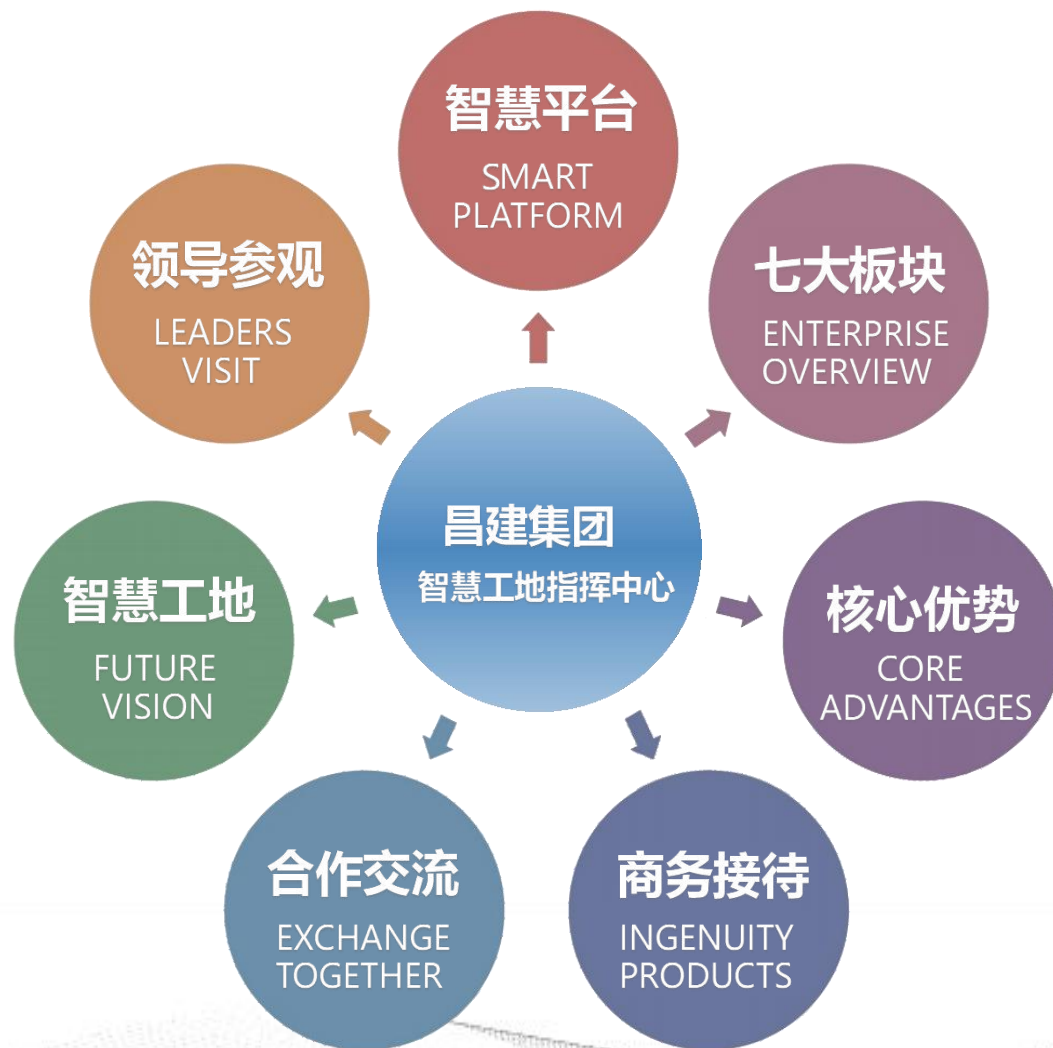 智慧平台
SMART
PLATFORM
领导参观
LEADERS
VISIT
七大板块
ENTERPRISE
OVERVIEW
昌建集团
智慧工地指挥中心
智慧工地
FUTURE
VISION
核心优势
CORE
ADVANTAGES
合作交流
EXCHANGE
TOGETHER
商务接待
INGENUITY
PRODUCTS